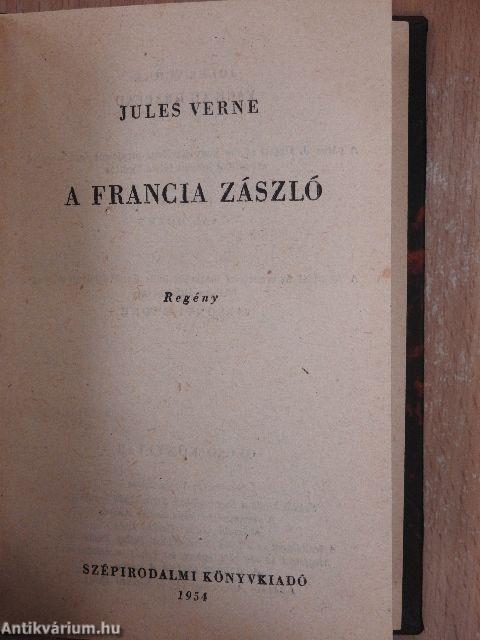 JULES VERNE
A FRANCIA ZÁSZLÓ
Regény
SZÉPIRODALMI KÖNYVKIADÓ
1954
Antikvárium.hu